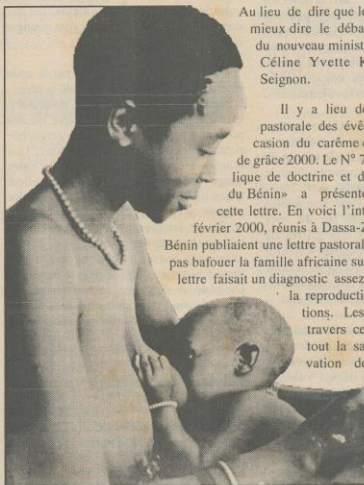 Au lieu de dire que le
mieux dire le déba
du nouveau minist
Céline Yvette K
Seignon.
Il y a lieu de
pastorale des évê
casion du carême
de grâce 2000. Le N° 7
lique de doctrine et d
du Bénin» a présent
cette lettre. En voici l'int
février 2000, réunis à Dassa-Z
Bénin publiaient une lettre pastoral
pas bafouer la famille africaine su
lettre faisait un diagnostic assez
la reproducti
tions. Les
travers ce
tout la sa
vation de